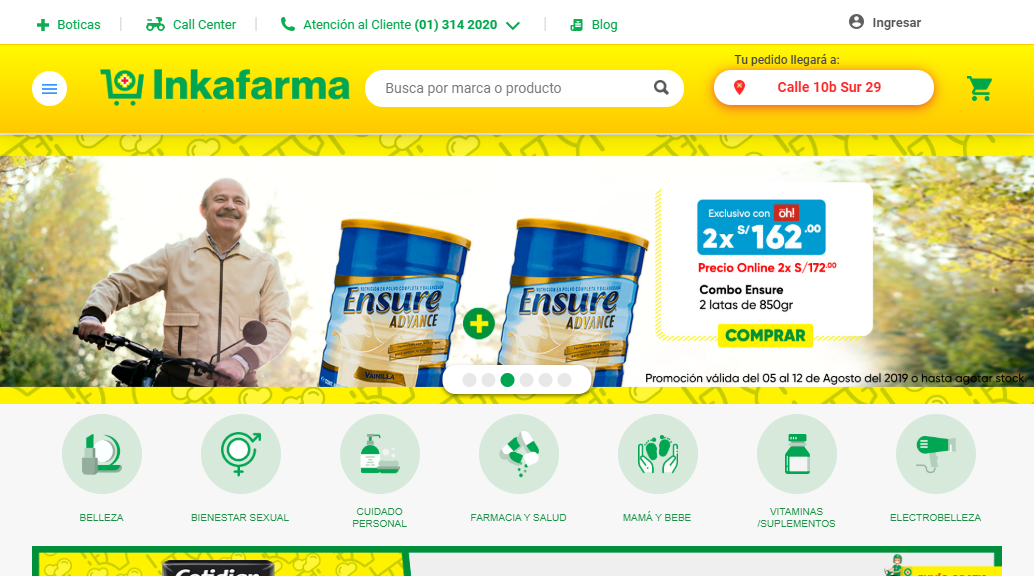 Boticas
Call Center
Atención al Cliente (01) 314 2020
Blog
Ingresar
Inkafarma
Busca por marca o producto
Tu pedido llegará a:
Calle 10b Sur 29
Exclusivo con oh!
2x S/162.00
Precio Online 2x S/172.00
Combo Ensure
2 latas de 850gr
COMPRAR
Ensure
ADVANCE
VAINILLA
Ensure
ADVANCE
Promoción válida del 05 al 12 de Agosto del 2019 o hasta agotar stock
BELLEZA
BIENESTAR SEXUAL
CUIDADO
PERSONAL
FARMACIA Y SALUD
MAMÁ Y BEBE
VITAMINAS
/SUPLEMENTOS
ELECTROBELLEZA
Cotidian